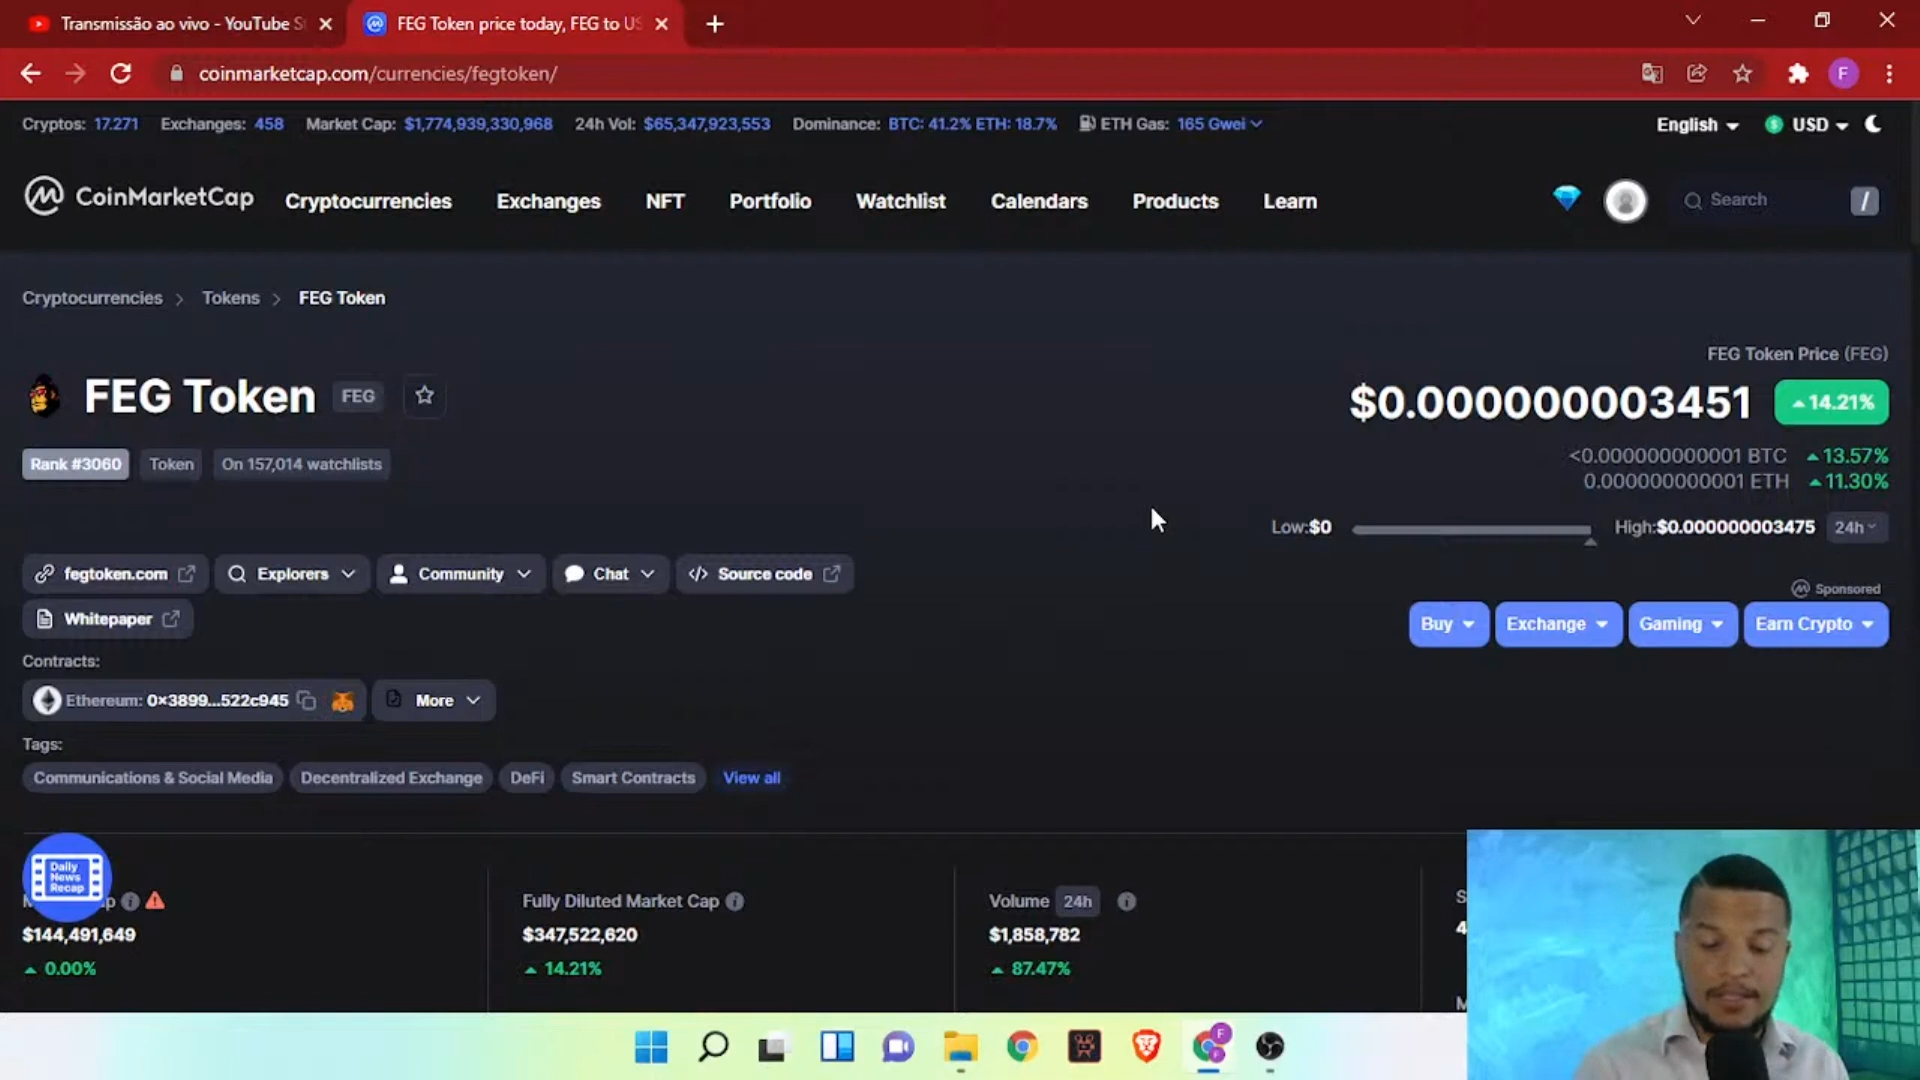 Transmissão ao vivo - YouTube S
FEG Token price today, FEG to US
coinmarketcap.com/currencies/fegtoken/
F
Cryptos: 17.271 Exchanges: 458 Market Cap: $1,774,939,330,968 24h Vol: $65,347,923,553 Dominance: BTC: 41.2% ETH: 18.7% ETH Gas: 165 Gwei
English USD
CoinMarketCap Cryptocurrencies Exchanges NFT Portfolio Watchlist Calendars Products Learn Search /
Cryptocurrencies > Tokens > FEG Token
FEG Token Price (FEG)
FEG Token FEG
$0.000000003451 14.21%
Rank #3060 Token On 157,014 watchlists
<0.000000000001 BTC 13.57%
0.000000000001 ETH 11.30%
Low:$0 High:$0.000000003475 24h
fegtoken.com Explorers Community Chat </> Source code
Sponsored
Whitepaper
Buy Exchange Gaming Earn Crypto
Contracts:
Ethereum: 0x3899...522c945 More
Tags:
Communications & Social Media Decentralized Exchange DeFi Smart Contracts View all
Daily
News
Recap
Fully Diluted Market Cap
Volume 24h
$144,491,649
$347,522,620
$1,858,782
0.00%
14.21%
87.47%
F